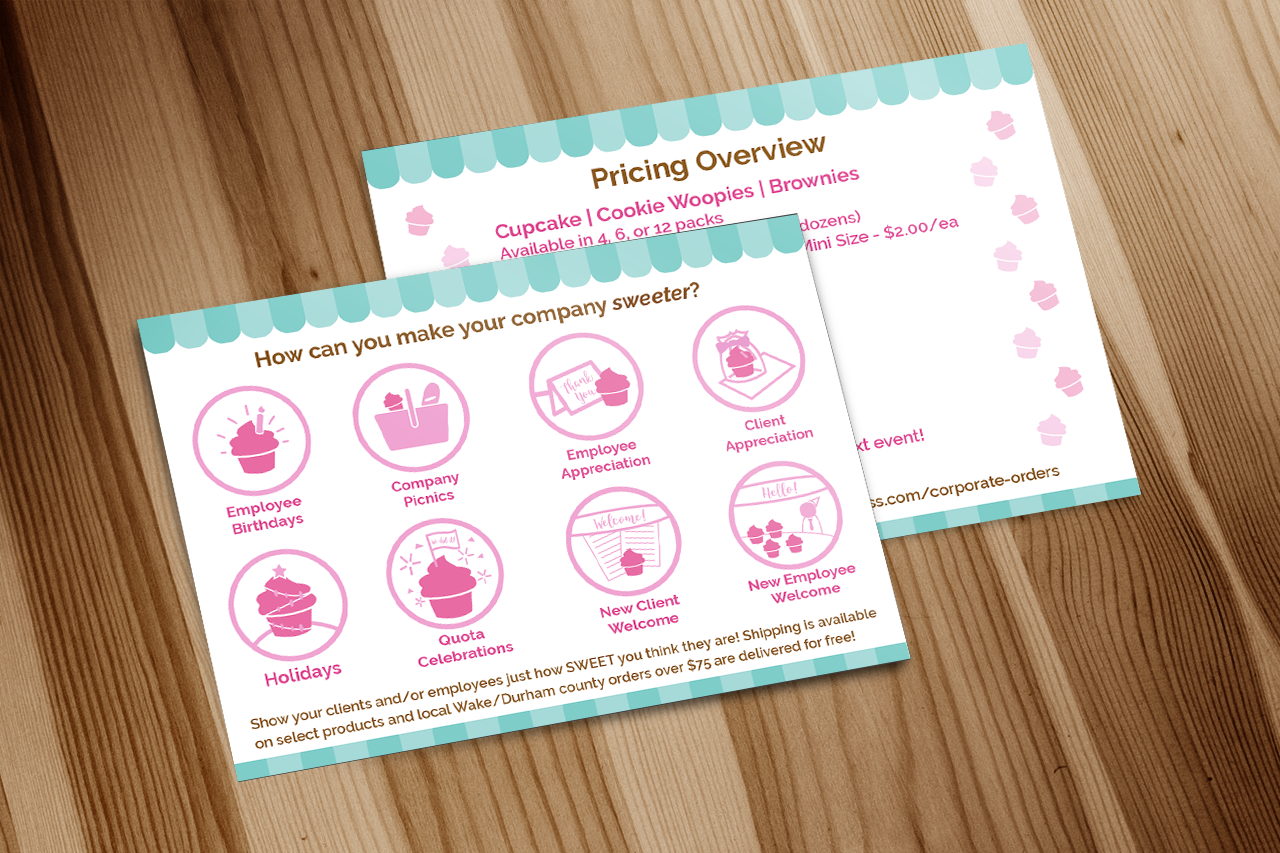 Pricing Overview
Cupcake | Cookie Woopies | Brownies
Available in 4, 6, or 12 packs
dozens)
Mini Size - $2.00/ea
event!
ss.com/corporate-orders
How can you make your company sweeter?
Employee
Birthdays
Company
Picnics
Thank
You
Employee
Appreciation
Client
Appreciation
Holidays
Quota
Celebrations
Welcome!
New Client
Welcome
Hello!
New Employee
Welcome
Show your clients and/or employees just how SWEET you think they are! Shipping is available
on select products and local Wake/Durham county orders over $75 are delivered for free!